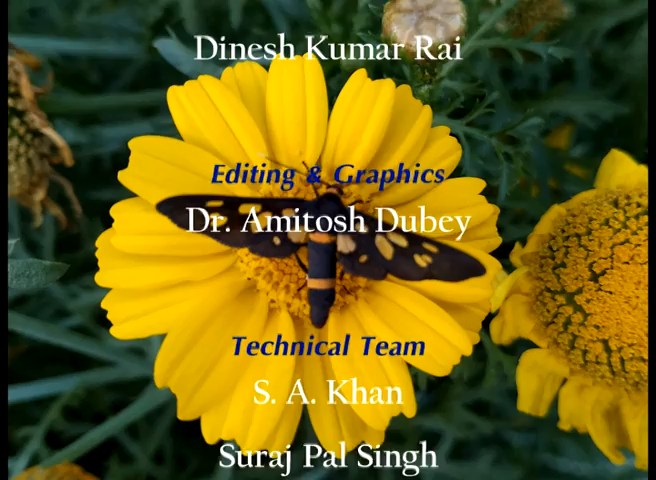 Dinesh Kumar Rai
Editing & Graphics
Dr. Amitosh Dubey
Technical Team
S. A. Khan
Suraj Pal Singh